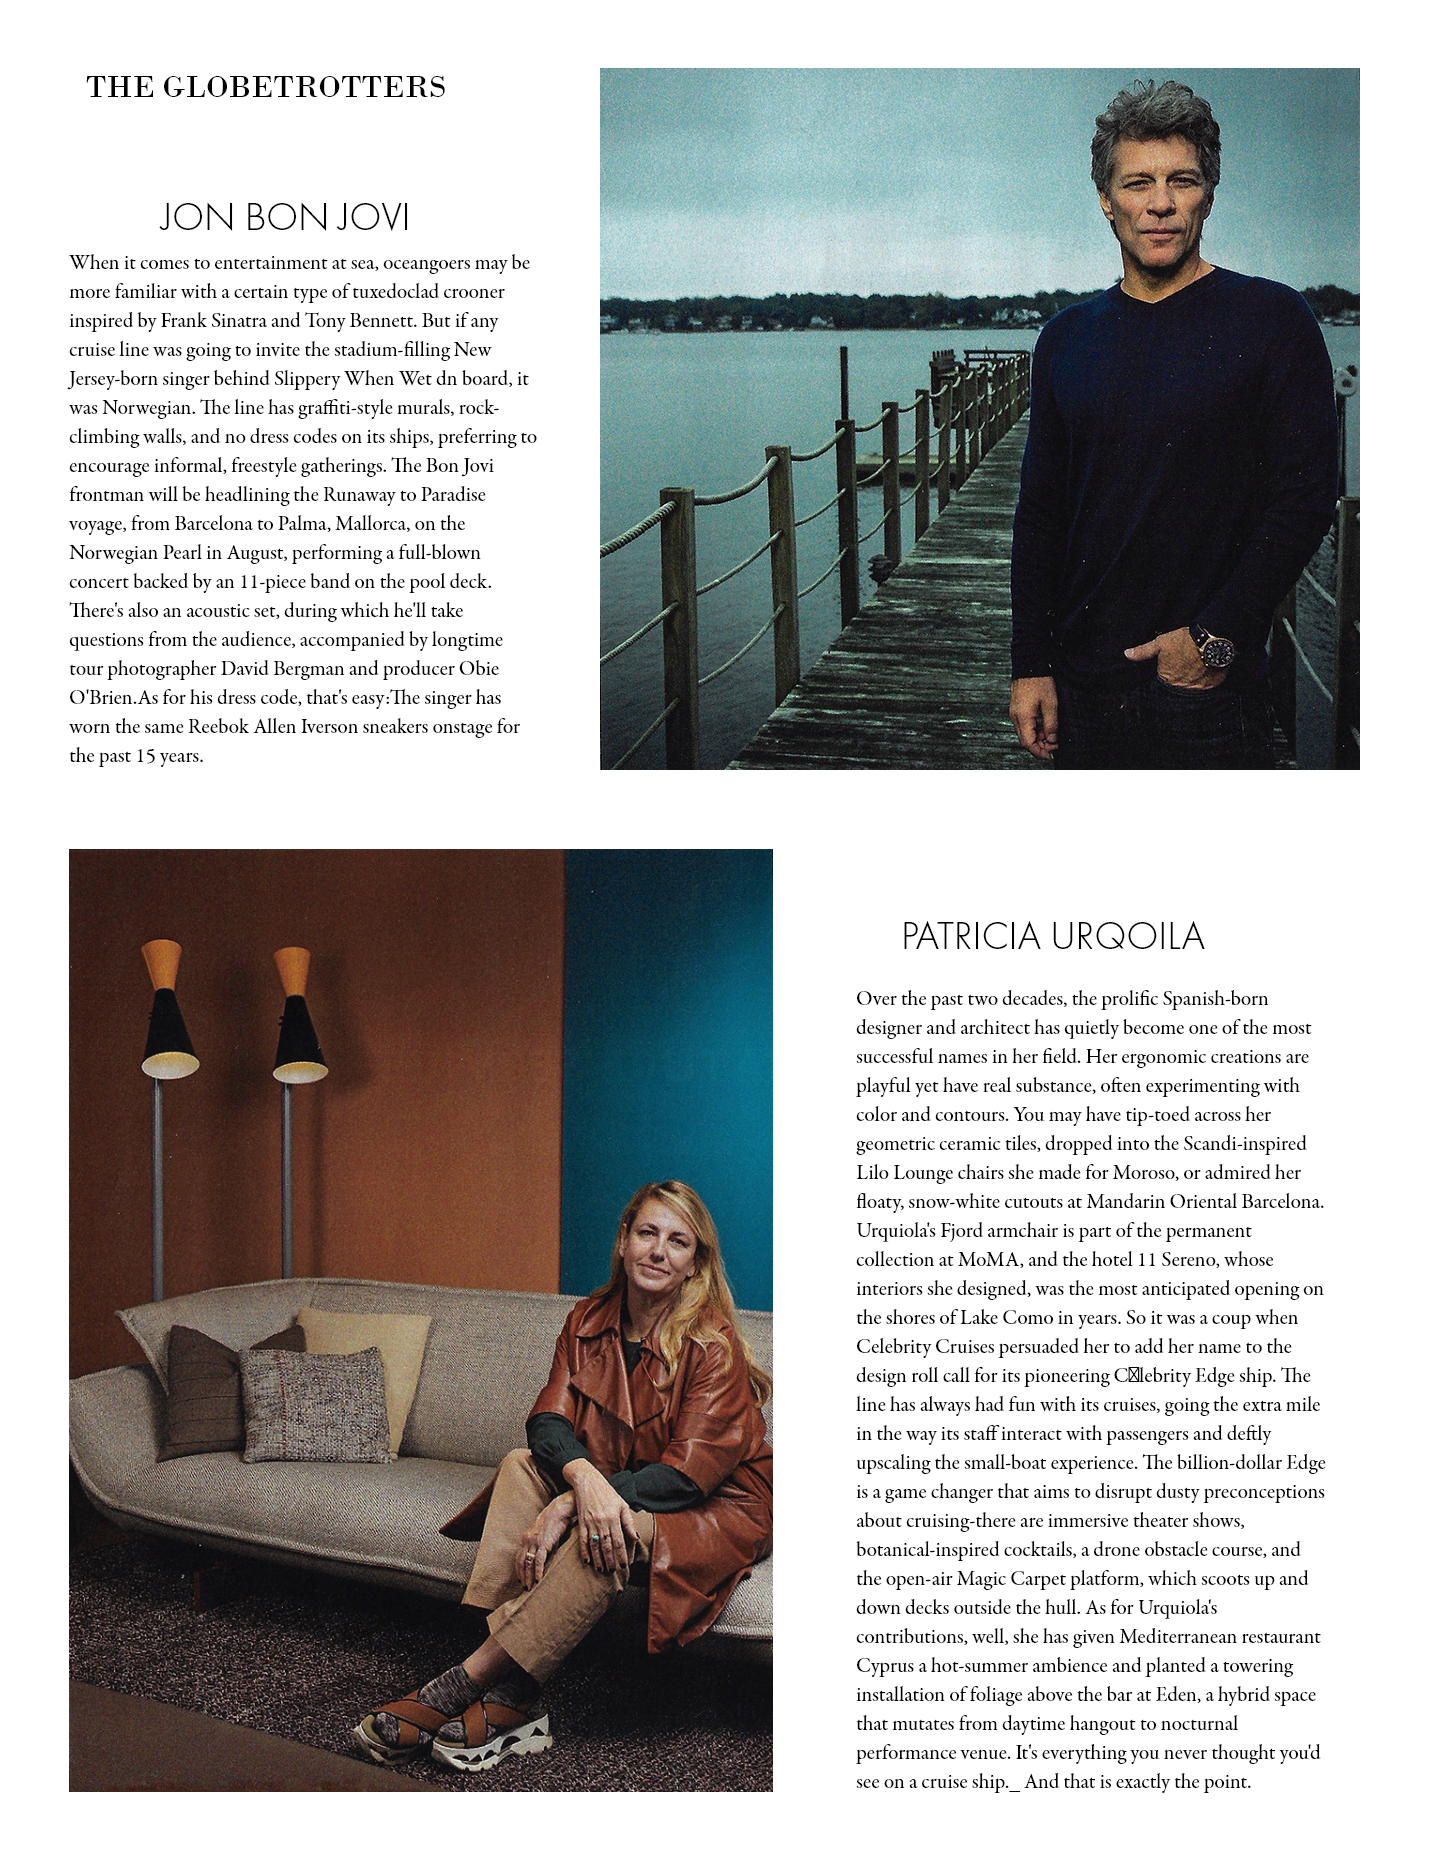 THE GLOBETROTTERS
JON BON JOVI
When it comes to entertainment at sea, oceangoers may be
more familiar with a certain type of tuxedoclad crooner
inspired by Frank Sinatra and Tony Bennett. But if any
cruise line was going to invite the stadium-filling New
Jersey-born singer behind Slippery When Wet dn board, it
was Norwegian. The line has graffiti-style murals, rock-
climbing walls, and no dress codes on its ships, preferring to
encourage informal, freestyle gatherings. The Bon Jovi
frontman will be headlining the Runaway to Paradise
voyage, from Barcelona to Palma, Mallorca, on the
Norwegian Pearl in August, performing a full-blown
concert backed by an 11-piece band on the pool deck.
There's also an acoustic set, during which he'll take
questions from the audience, accompanied by longtime
tour photographer David Bergman and producer Obie
O'Brien.As for his dress code, that's easy:The singer has
worn the same Reebok Allen Iverson sneakers onstage for
the past 15 years.
PATRICIA URQOILA
Over the past two decades, the prolific Spanish-born
designer and architect has quietly become one of the most
successful names in her field. Her ergonomic creations are
playful yet have real substance, often experimenting with
color and contours. You may have tip-toed across her
geometric ceramic tiles, dropped into the Scandi-inspired
Lilo Lounge chairs she made for Moroso, or admired her
floaty, snow-white cutouts at Mandarin Oriental Barcelona.
Urquiola's Fjord armchair is part of the permanent
collection at MoMA, and the hotel 11 Sereno, whose
interiors she designed, was the most anticipated opening on
the shores of Lake Como in years. So it was a coup when
Celebrity Cruises persuaded her to add her name to the
design roll call for its pioneering C☒lebrity Edge ship. The
line has always had fun with its cruises, going the extra mile
in the way its staff interact with passengers and deftly
upscaling the small-boat experience. The billion-dollar Edge
is a game changer that aims to disrupt dusty preconceptions
about cruising-there are immersive theater shows,
botanical-inspired cocktails, a drone obstacle course, and
the open-air Magic Carpet platform, which scoots up and
down decks outside the hull. As for Urquiola's
contributions, well, she has given Mediterranean restaurant
Cyprus a hot-summer ambience and planted a towering
installation of foliage above the bar at Eden, a hybrid space
that mutates from daytime hangout to nocturnal
performance venue. It's everything you never thought you'd
see on a cruise ship._ And that is exactly the point.